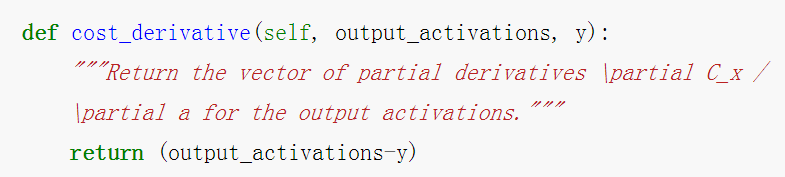 def cost_derivative(self, output_activations, y):
"""Return the vector of partial derivatives \partial C_x /
\partial a for the output activations."""
return (output_activations-y)